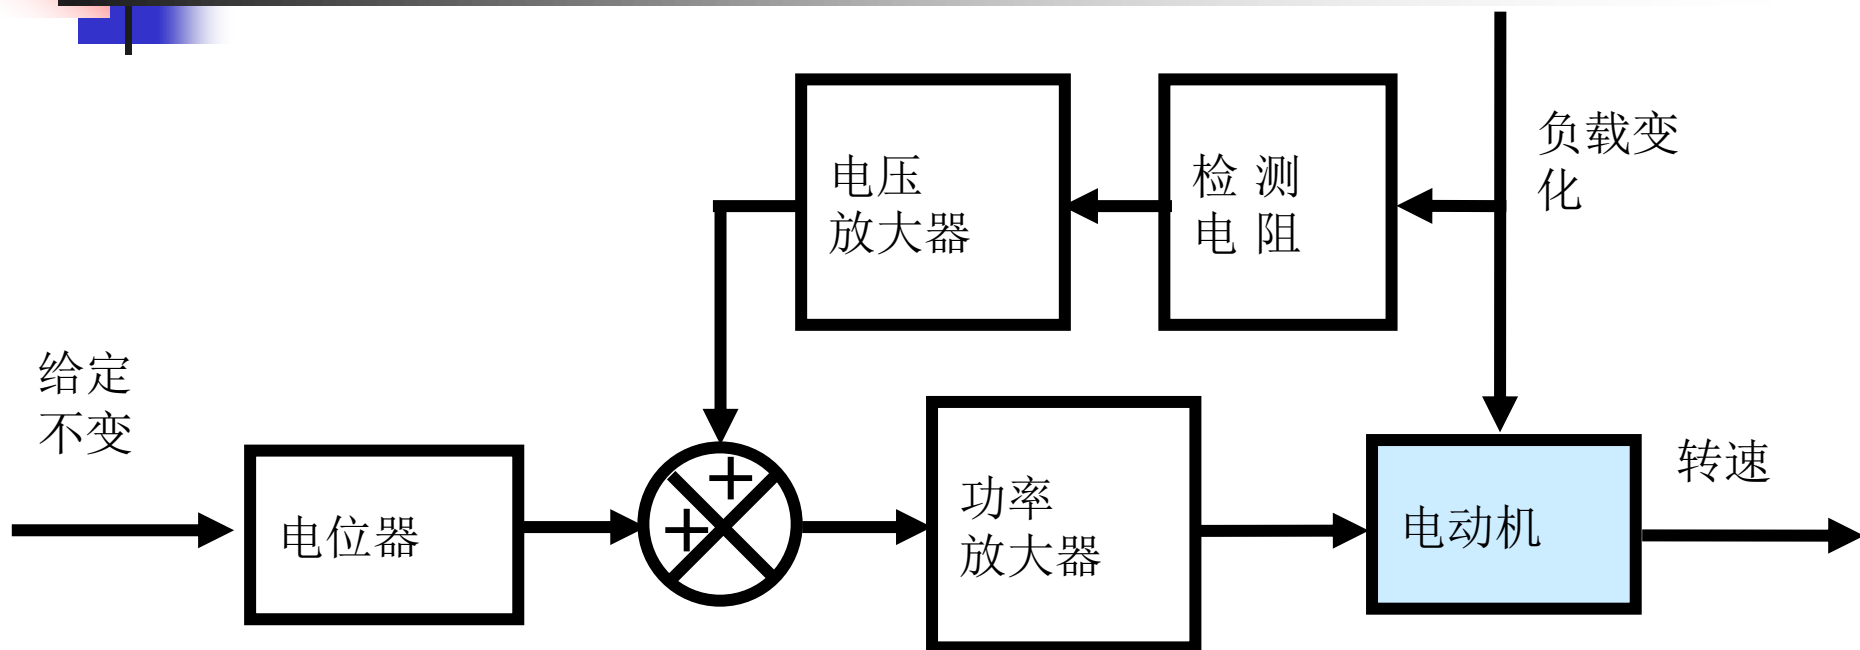 负载变
化
电压
放大器
检 测
电 阻
给定
不变
电位器
+
+
功率
放大器
电动机
转速